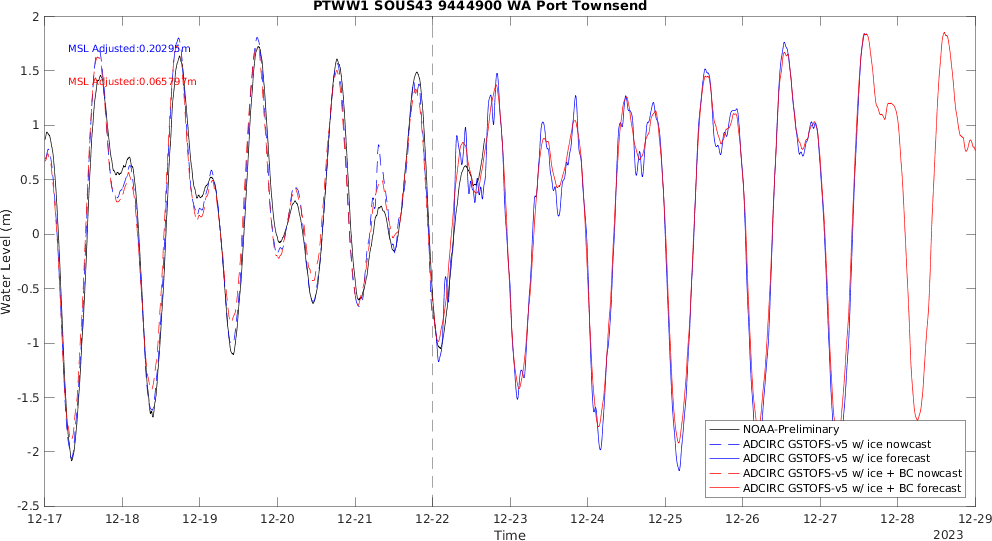 PTWW1 SOUS43 9444900 WA Port Townsend
MSL Adjusted:0.20295m
MSL Adjusted:0.065797m
Water Level (m)
2
1.5
1
0.5
0
-0.5
-1
-1.5
-2
-2.5
NOAA-Preliminary
ADCIRC GSTOFS-v5 w/ ice nowcast
ADCIRC GSTOFS-v5 w/ ice forecast
ADCIRC GSTOFS-v5 w/ ice + BC nowcast
ADCIRC GSTOFS-v5 w/ ice + BC forecast
12-17 12-18 12-19 12-20 12-21 12-22 12-23 12-24 12-25 12-26 12-27 12-28 12-29
Time
2023